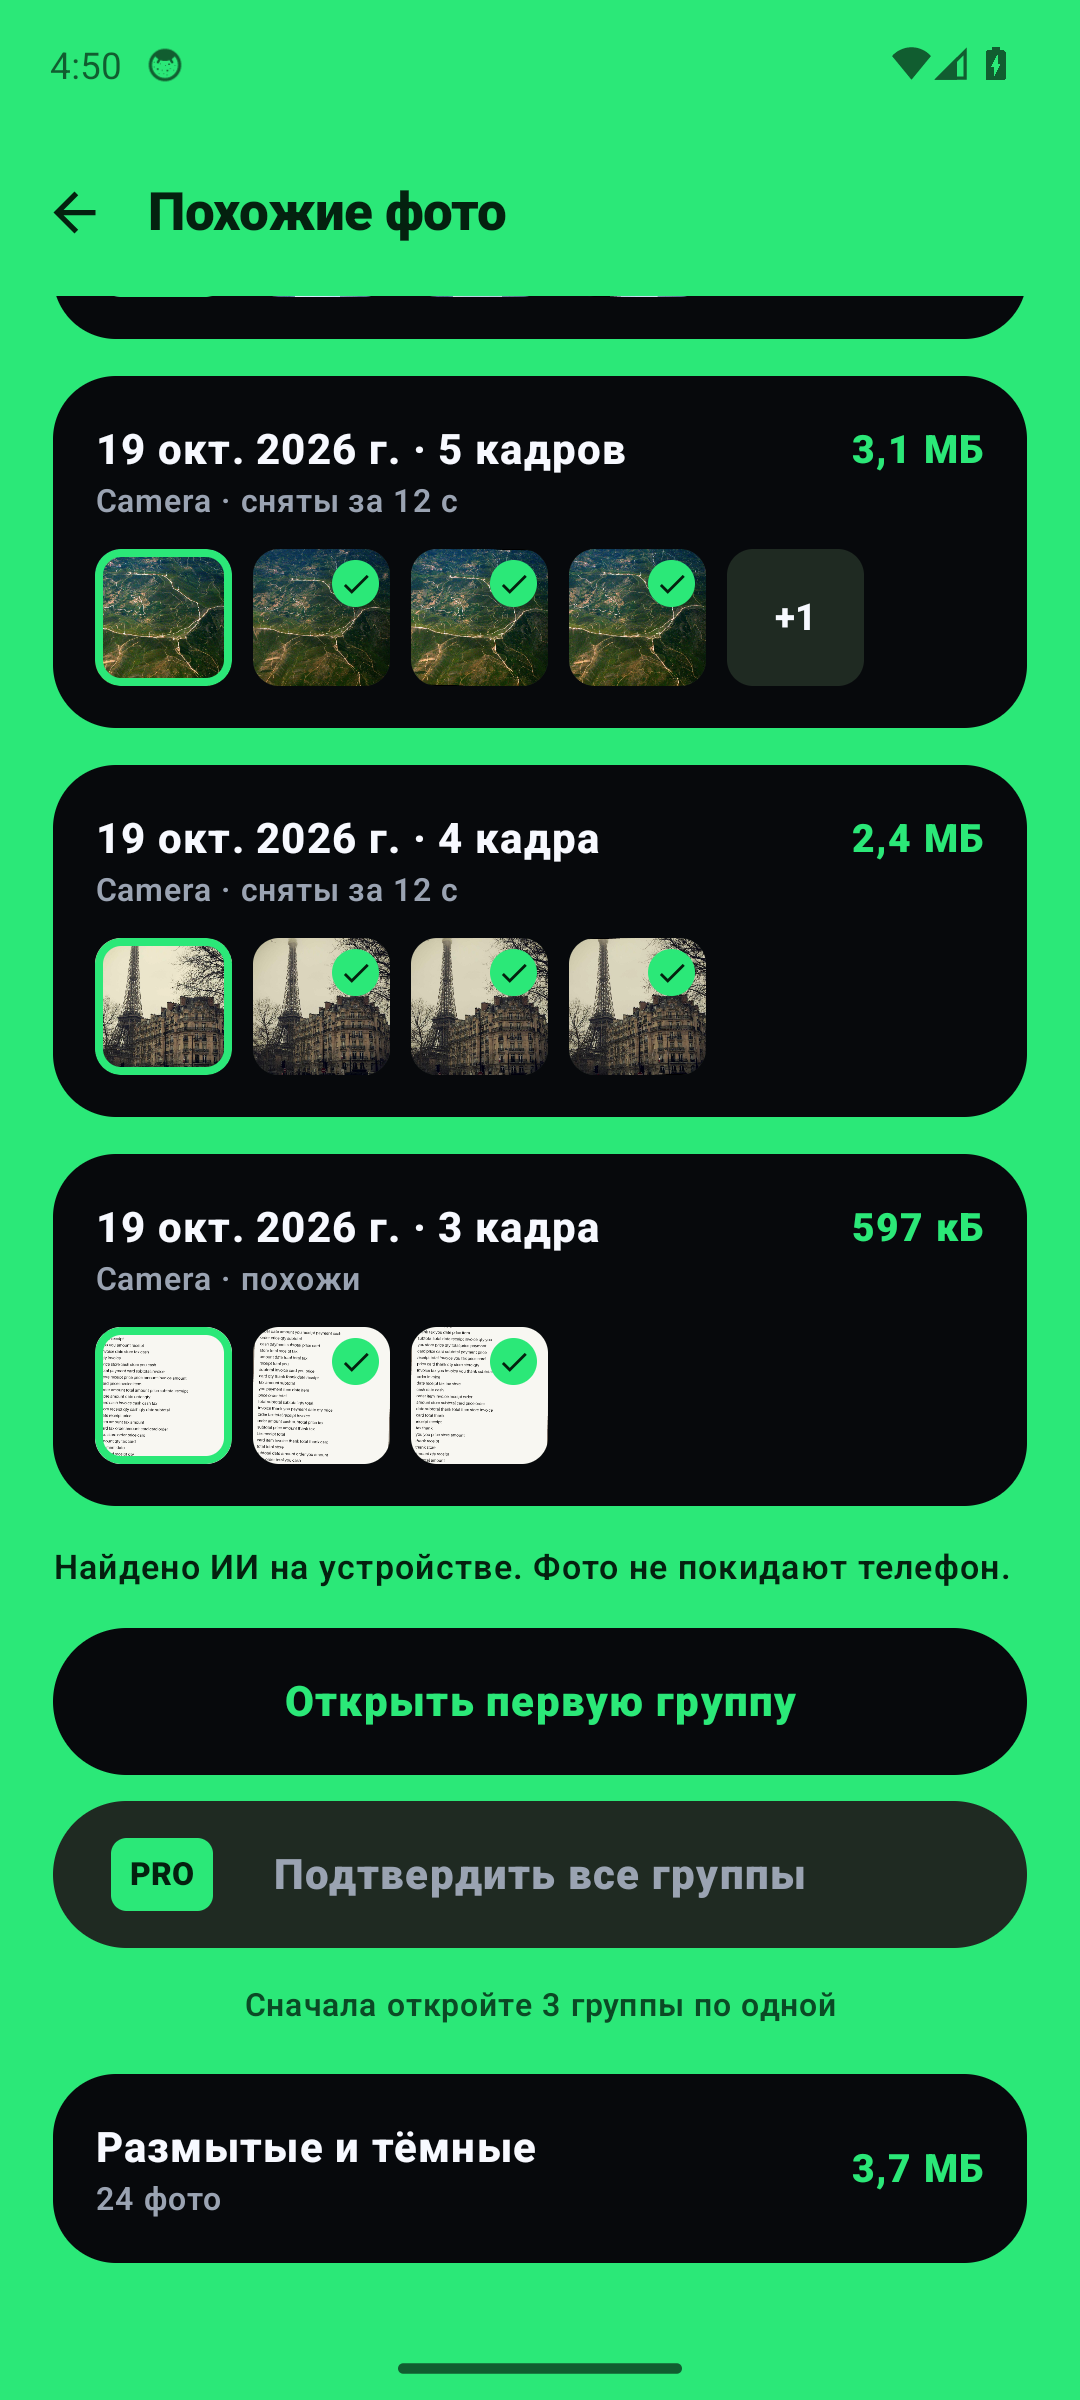 4:50
Похожие фото
19 окт. 2026 г. · 5 кадров
3,1 МБ
Camera · сняты за 12 с
+1
19 окт. 2026 г. · 4 кадра
2,4 МБ
Camera · сняты за 12 с
19 окт. 2026 г. · 3 кадра
597 кБ
Camera · похожи
Найдено ИИ на устройстве. Фото не покидают телефон.
Открыть первую группу
PRO
Подтвердить все группы
Сначала откройте 3 группы по одной
Размытые и тёмные
3,7 МБ
24 фото